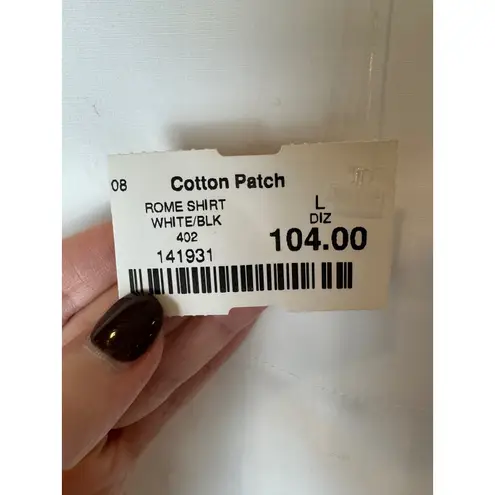 08 Cotton Patch
ROME SHIRT L
WHITE/BLK DIZ
402 104.00
141931